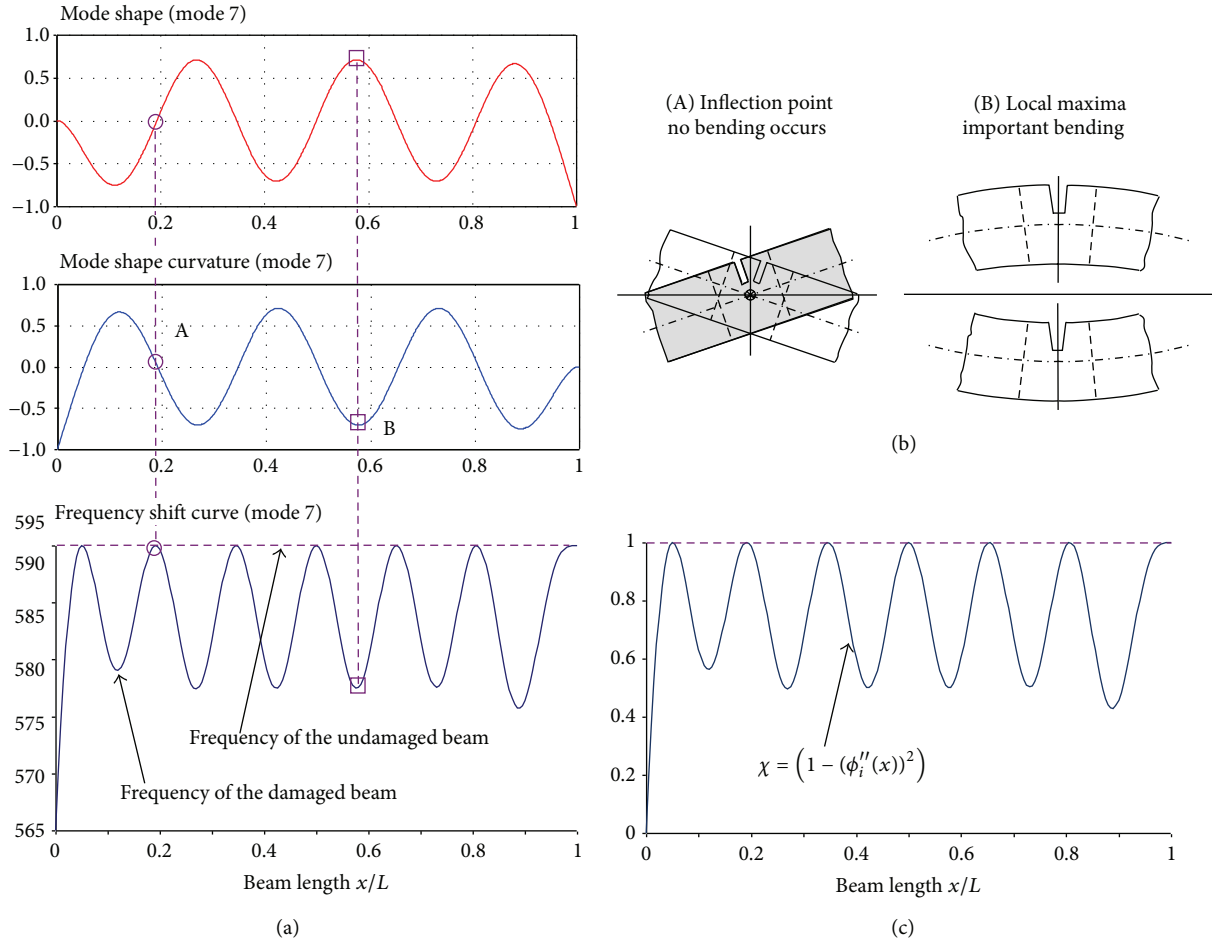 Mode shape (mode 7)
1.0
0.5
0.0
−0.5
−1.0
0
0.2
0.4
0.6
0.8
1
Mode shape curvature (mode 7)
1.0
0.5
0.0
−0.5
−1.0
A
B
0
0.2
0.4
0.6
0.8
1
Frequency shift curve (mode 7)
595
590
585
580
575
570
565
Frequency of the undamaged beam
Frequency of the damaged beam
0
0.2
0.4
0.6
0.8
1
Beam length x/L
(a)
(A) Inflection point
no bending occurs
(B) Local maxima
important bending
(b)
1
0.8
0.6
0.4
0.2
0
χ = (1 − (ϕᵢ′′(x))²)
0
0.2
0.4
0.6
0.8
1
Beam length x/L
(c)